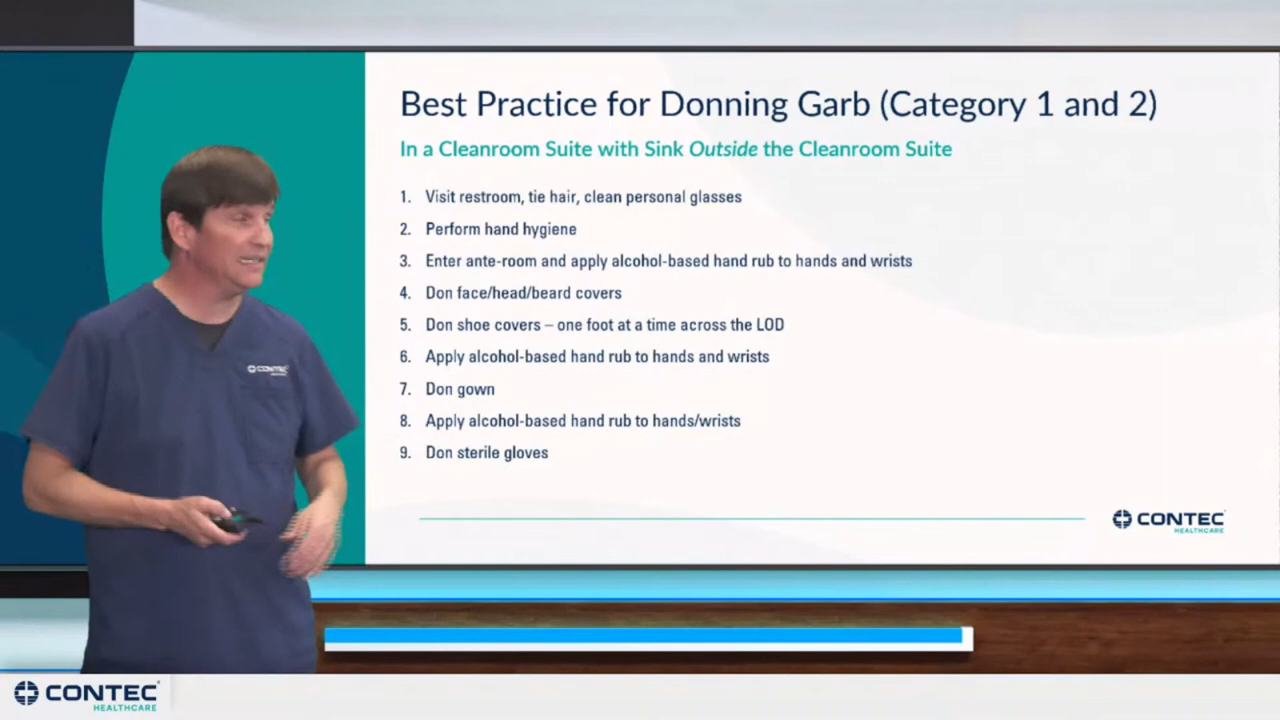 Best Practice for Donning Garb (Category 1 and 2)
In a Cleanroom Suite with Sink Outside the Cleanroom Suite
1. Visit restroom, tie hair, clean personal glasses
2. Perform hand hygiene
3. Enter ante-room and apply alcohol-based hand rub to hands and wrists
4. Don face/head/beard covers
5. Don shoe covers – one foot at a time across the LOD
6. Apply alcohol-based hand rub to hands and wrists
7. Don gown
8. Apply alcohol-based hand rub to hands/wrists
9. Don sterile gloves
CONTEC
HEALTHCARE
CONTEC
HEALTHCARE
CONTEC
HEALTHCARE